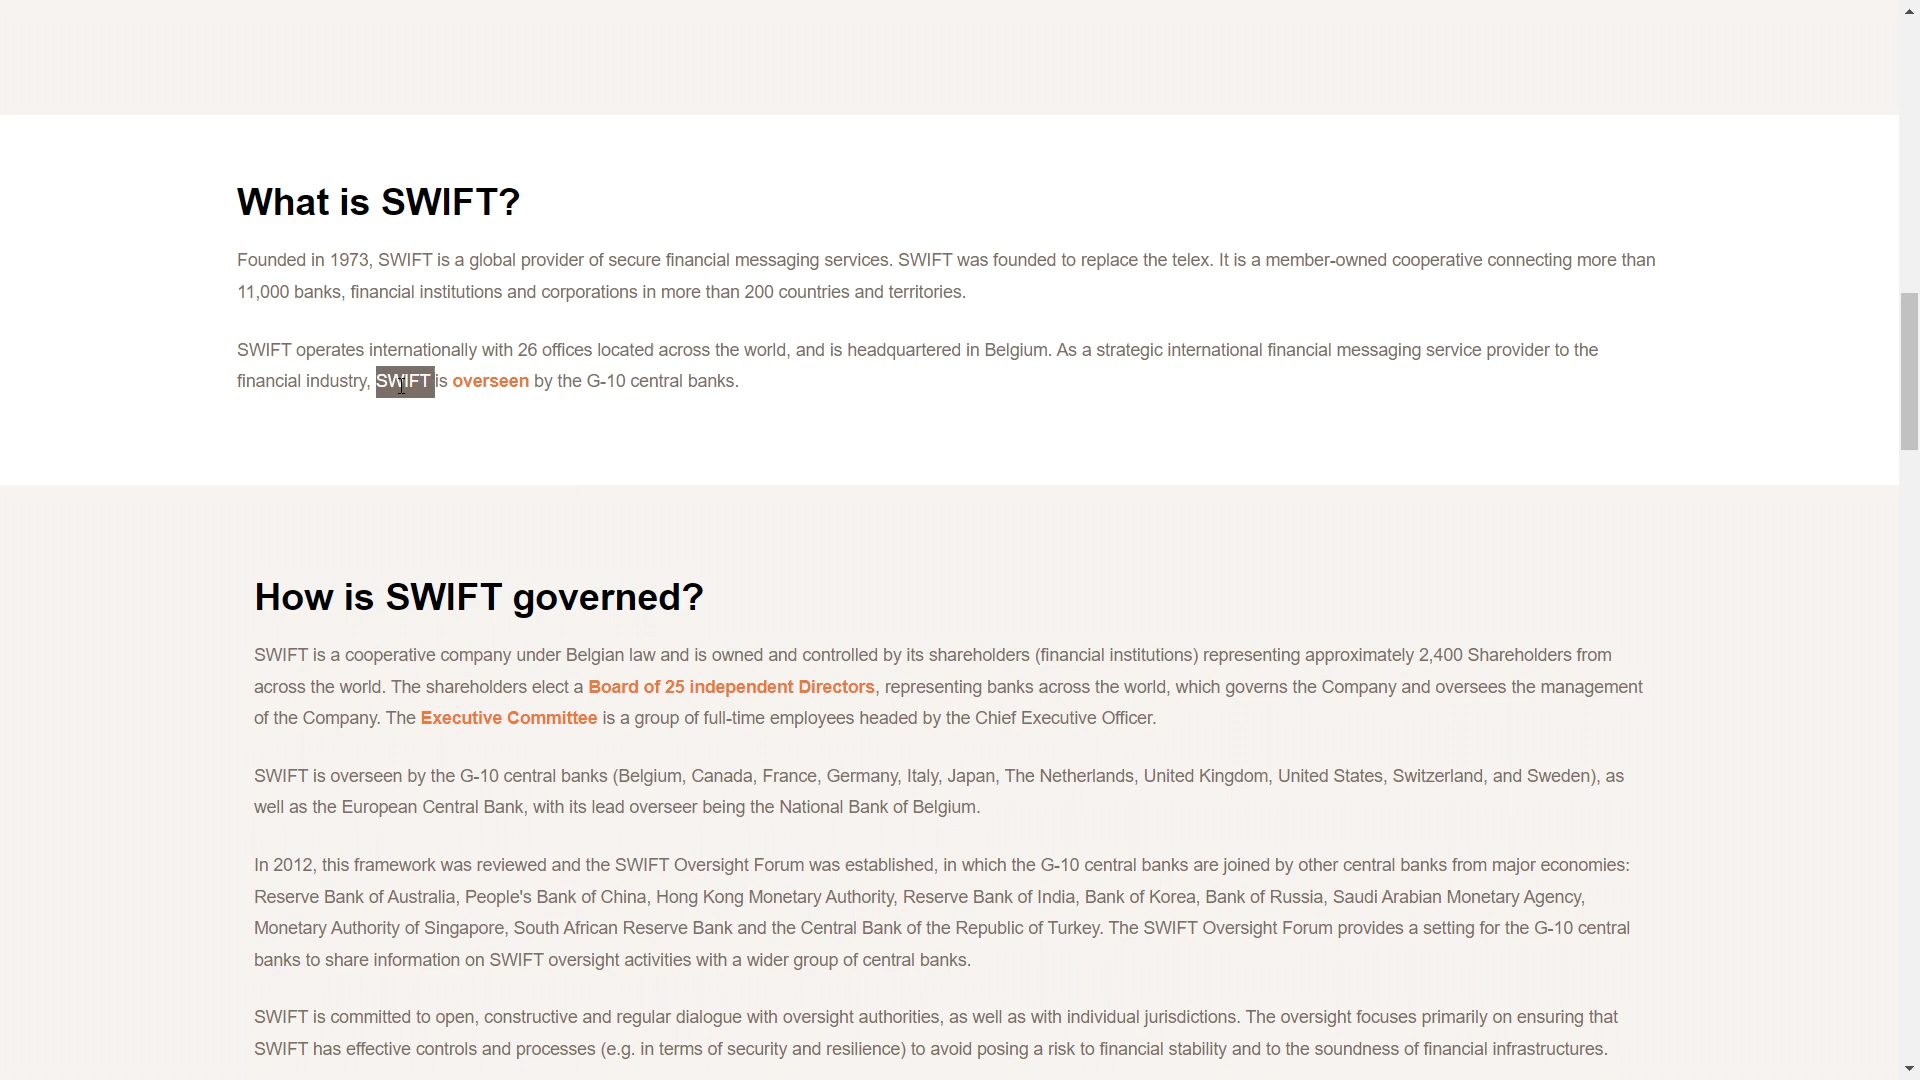 What is SWIFT?
Founded in 1973, SWIFT is a global provider of secure financial messaging services. SWIFT was founded to replace the telex. It is a member-owned cooperative connecting more than
11,000 banks, financial institutions and corporations in more than 200 countries and territories.
SWIFT operates internationally with 26 offices located across the world, and is headquartered in Belgium. As a strategic international financial messaging service provider to the
financial industry, SWIFT is overseen by the G-10 central banks.
How is SWIFT governed?
SWIFT is a cooperative company under Belgian law and is owned and controlled by its shareholders (financial institutions) representing approximately 2,400 Shareholders from
across the world. The shareholders elect a Board of 25 independent Directors, representing banks across the world, which governs the Company and oversees the management
of the Company. The Executive Committee is a group of full-time employees headed by the Chief Executive Officer.
SWIFT is overseen by the G-10 central banks (Belgium, Canada, France, Germany, Italy, Japan, The Netherlands, United Kingdom, United States, Switzerland, and Sweden), as
well as the European Central Bank, with its lead overseer being the National Bank of Belgium.
In 2012, this framework was reviewed and the SWIFT Oversight Forum was established, in which the G-10 central banks are joined by other central banks from major economies:
Reserve Bank of Australia, People's Bank of China, Hong Kong Monetary Authority, Reserve Bank of India, Bank of Korea, Bank of Russia, Saudi Arabian Monetary Agency,
Monetary Authority of Singapore, South African Reserve Bank and the Central Bank of the Republic of Turkey. The SWIFT Oversight Forum provides a setting for the G-10 central
banks to share information on SWIFT oversight activities with a wider group of central banks.
SWIFT is committed to open, constructive and regular dialogue with oversight authorities, as well as with individual jurisdictions. The oversight focuses primarily on ensuring that
SWIFT has effective controls and processes (e.g. in terms of security and resilience) to avoid posing a risk to financial stability and to the soundness of financial infrastructures.